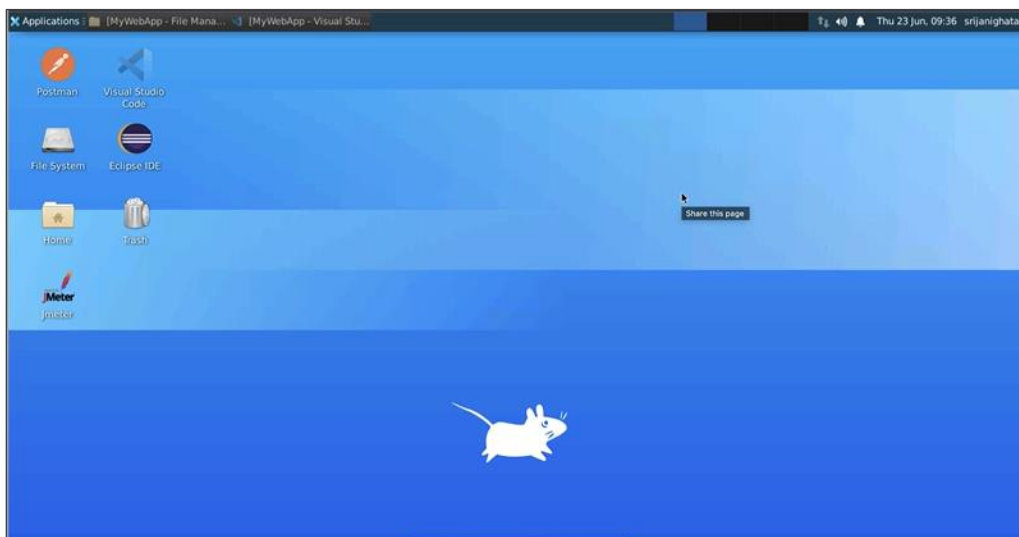 Applications [MyWebApp - File Mana... [MyWebApp - Visual Stu... Thu 23 Jun, 09:36 srijanighata
Postman
Visual Studio
Code
File System
Eclipse IDE
Share this page
Home
Trash
JMeter
Jmeter